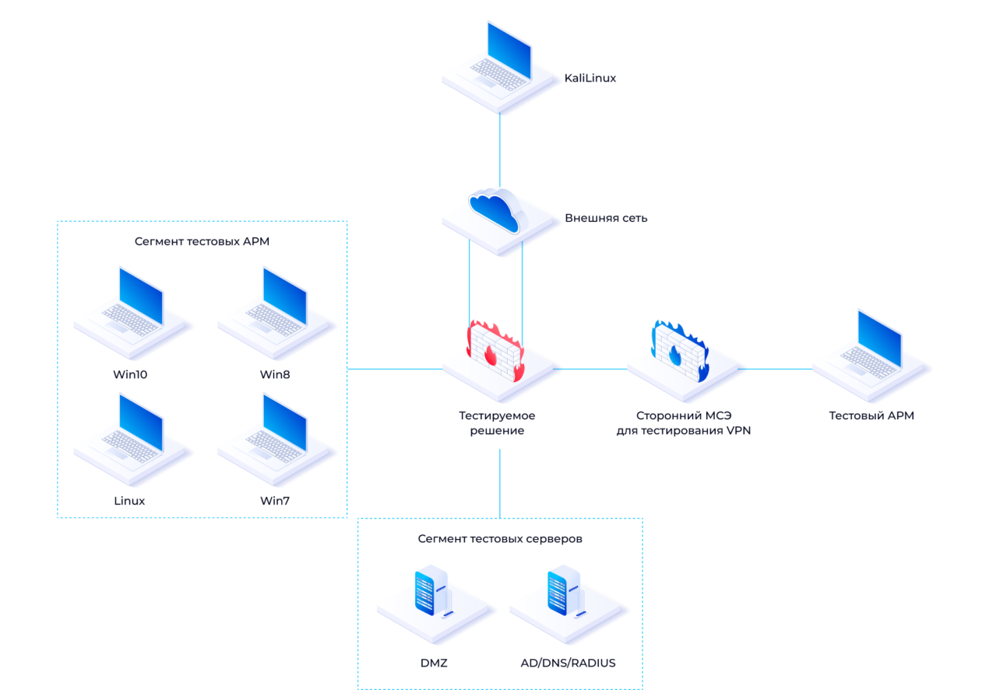 KaliLinux
Внешняя сеть
Сегмент тестовых АРМ
Win10
Win8
Linux
Win7
Тестируемое
решение
Сторонний МСЭ
для тестирования VPN
Тестовый АРМ
Сегмент тестовых серверов
DMZ
AD/DNS/RADIUS